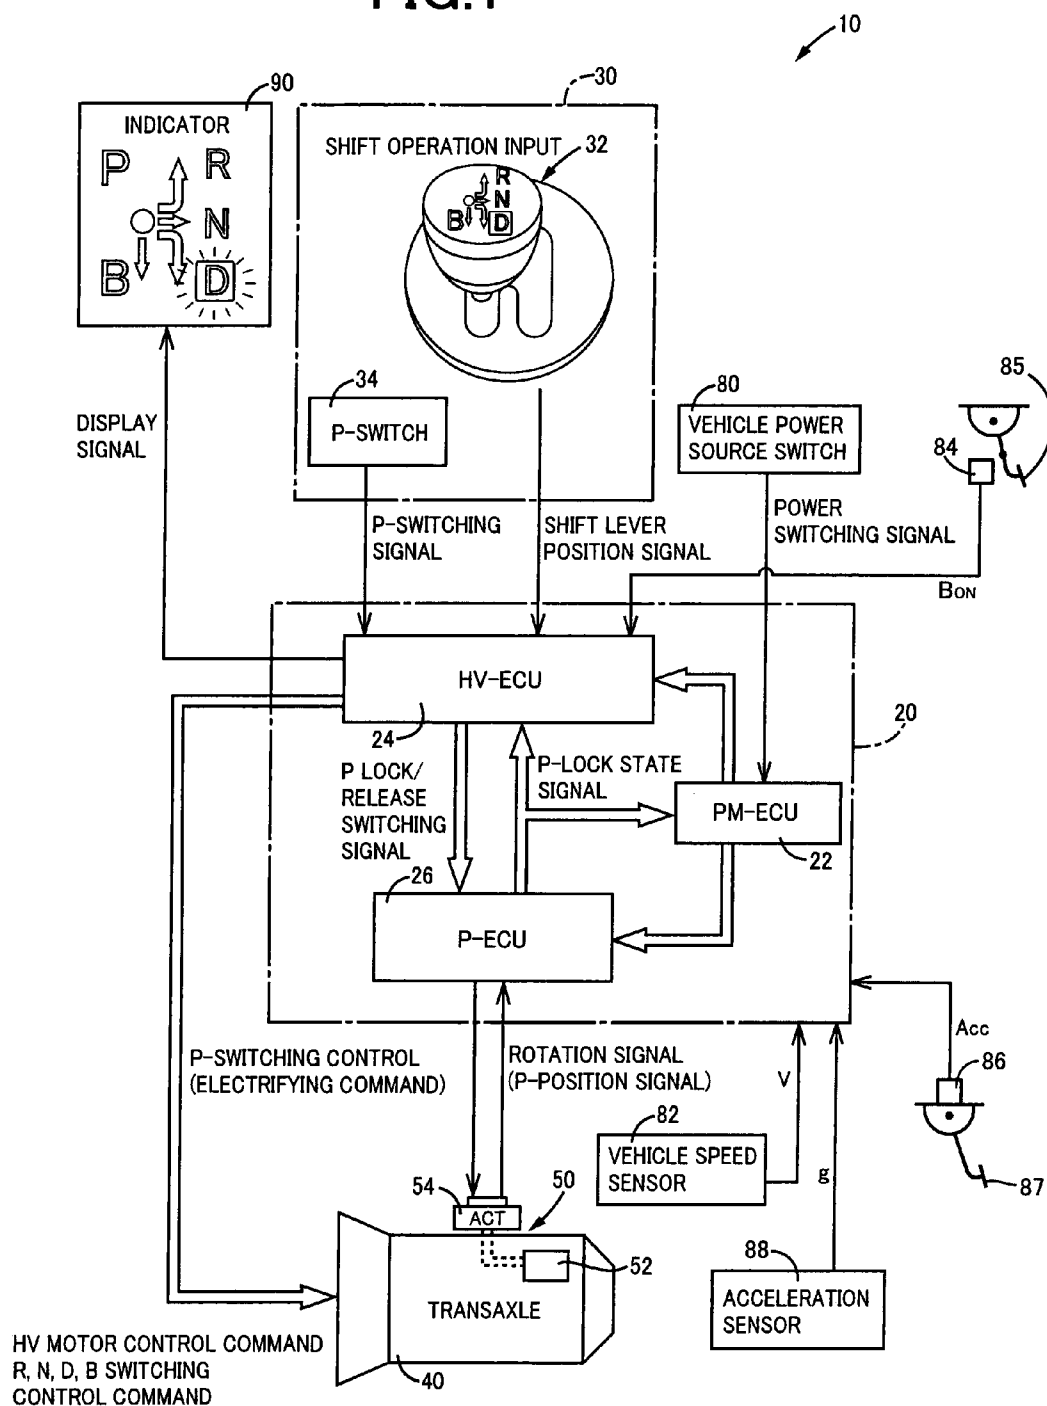 FIG.1
10
90
INDICATOR
P
R
N
B
D
30
SHIFT OPERATION INPUT
32
R
N
B
D
34
P-SWITCH
80
VEHICLE POWER
SOURCE SWITCH
85
84
DISPLAY
SIGNAL
P-SWITCHING
SIGNAL
SHIFT LEVER
POSITION SIGNAL
POWER
SWITCHING SIGNAL
BON
HV-ECU
24
20
P LOCK/
RELEASE
SWITCHING
SIGNAL
P-LOCK STATE
SIGNAL
PM-ECU
22
26
P-ECU
P-SWITCHING CONTROL
(ELECTRIFYING COMMAND)
ROTATION SIGNAL
(P-POSITION SIGNAL)
V
Acc
86
87
82
VEHICLE SPEED
SENSOR
g
54
ACT
50
52
TRANSAXLE
40
88
ACCELERATION
SENSOR
HV MOTOR CONTROL COMMAND
R, N, D, B SWITCHING
CONTROL COMMAND